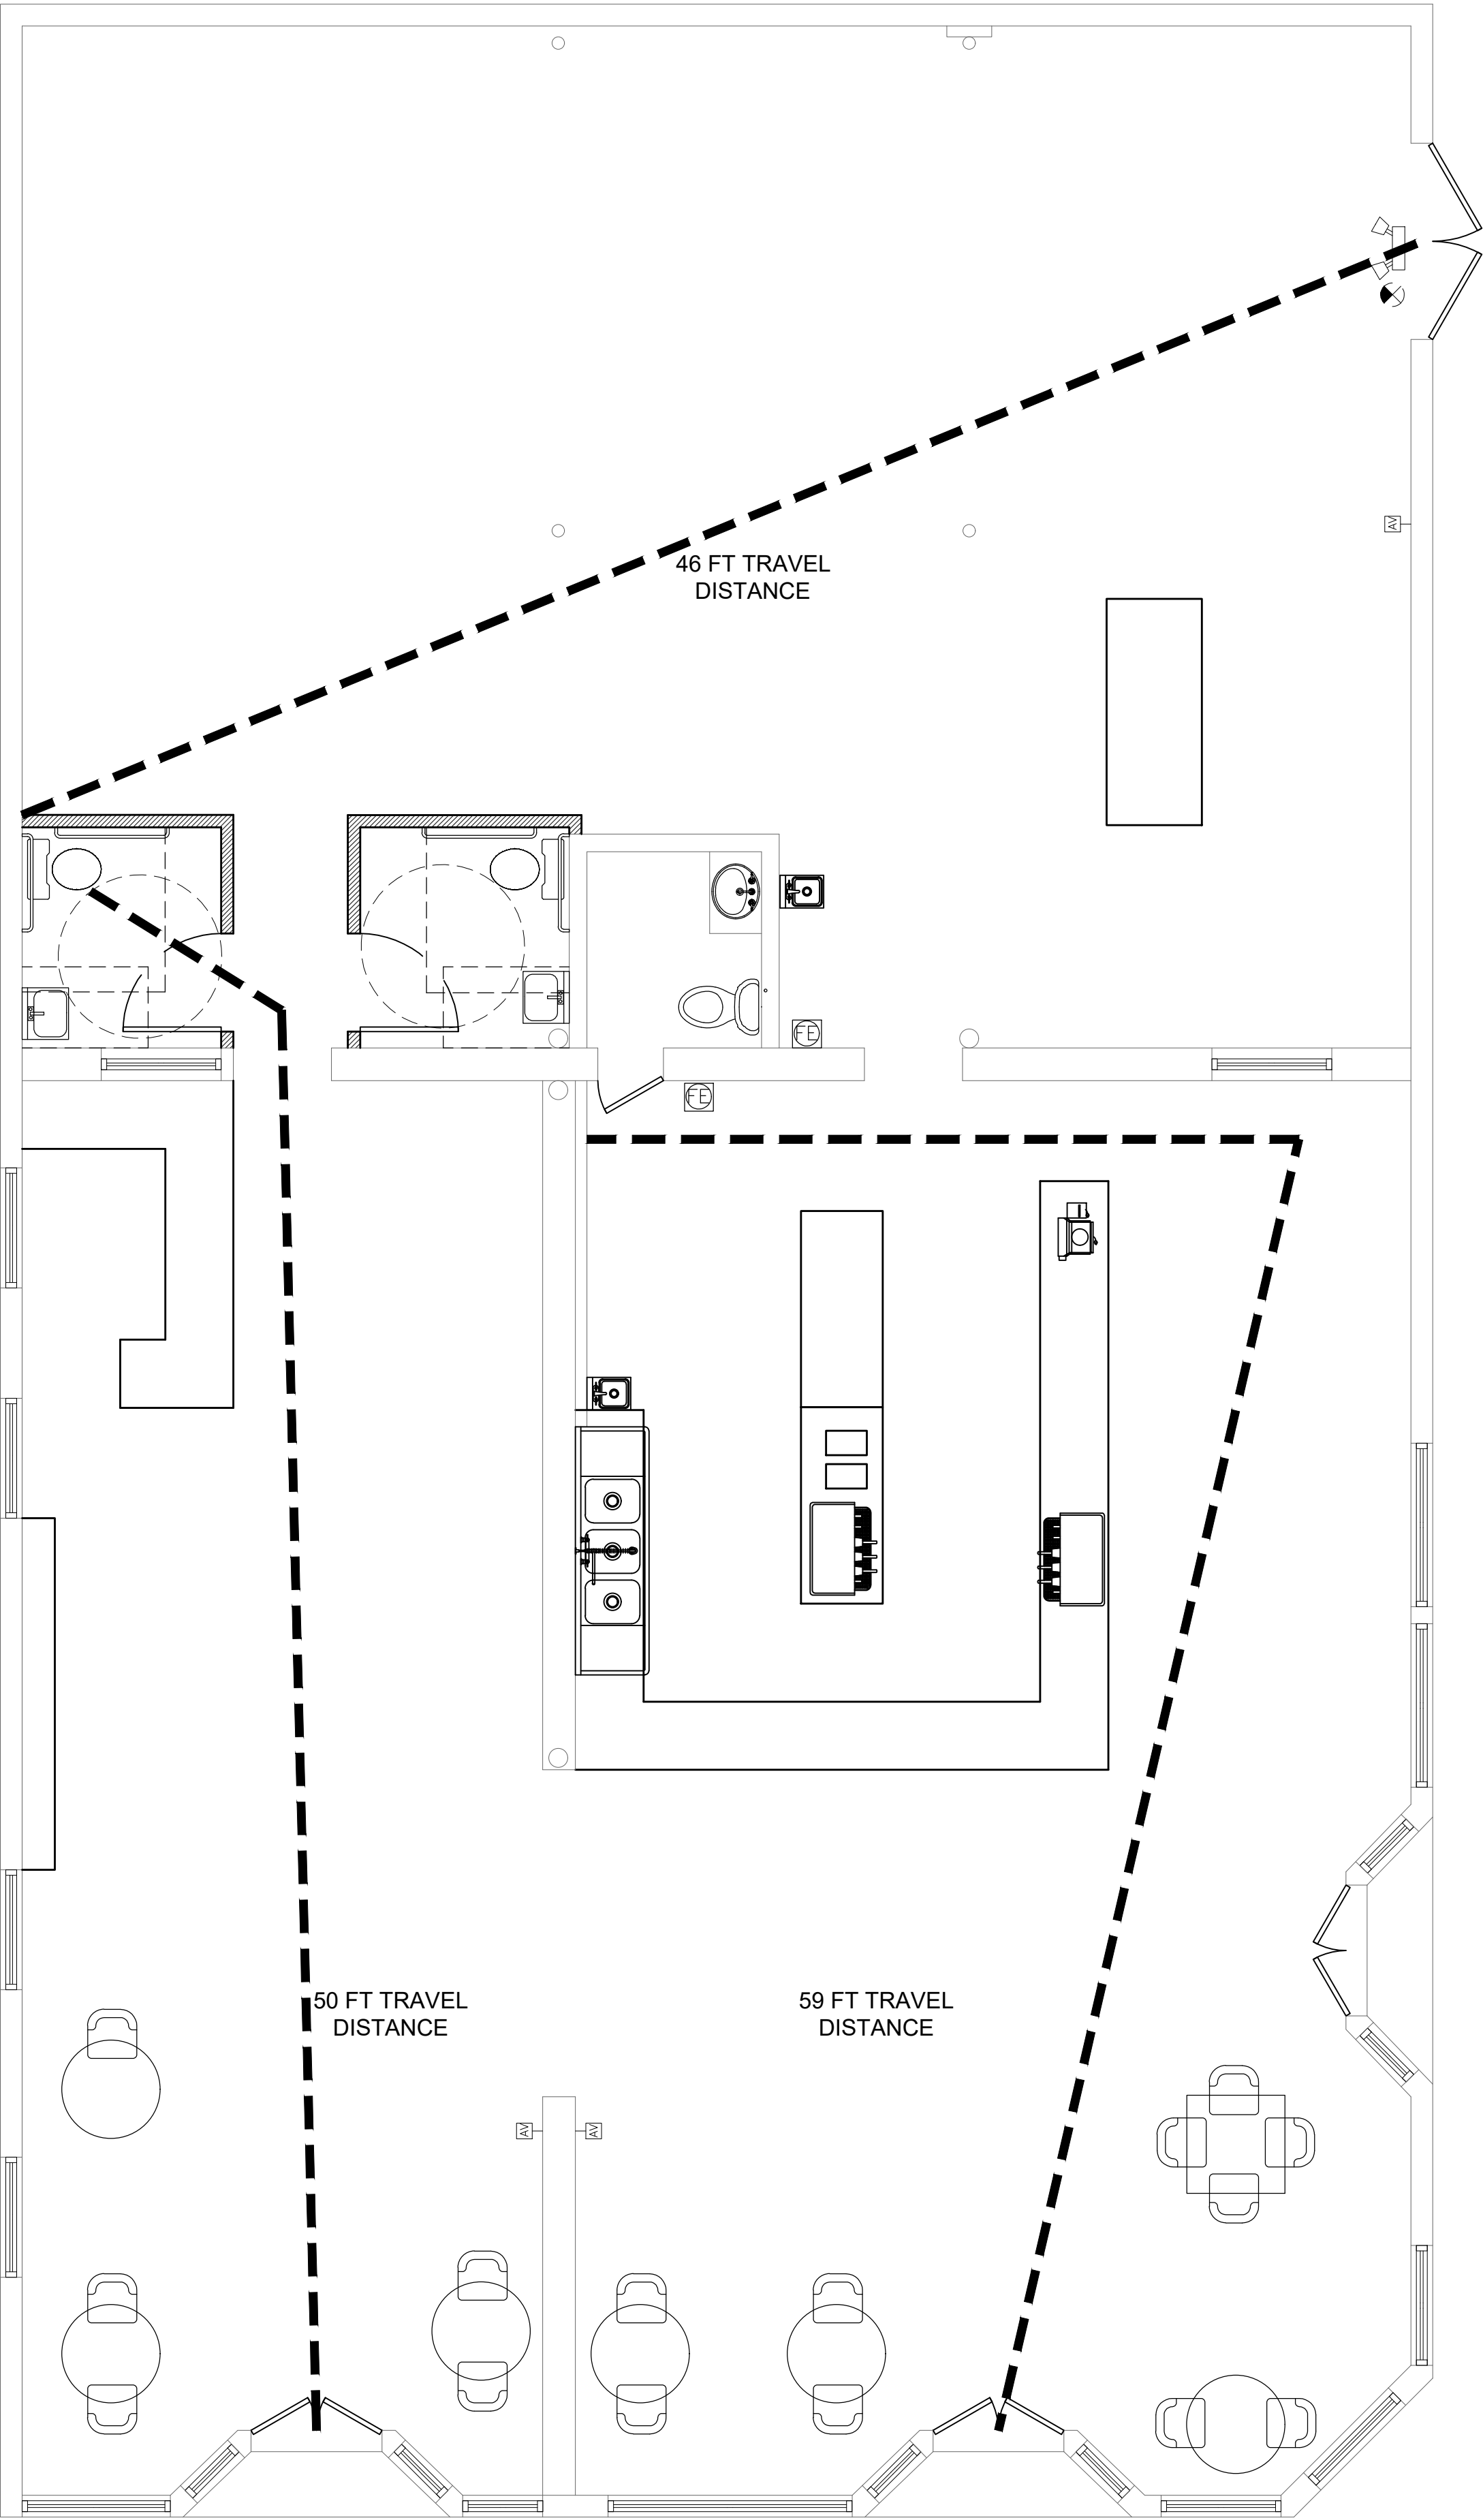 AV
46 FT TRAVEL
DISTANCE
FE
FE
50 FT TRAVEL
DISTANCE
59 FT TRAVEL
DISTANCE
AV
AV